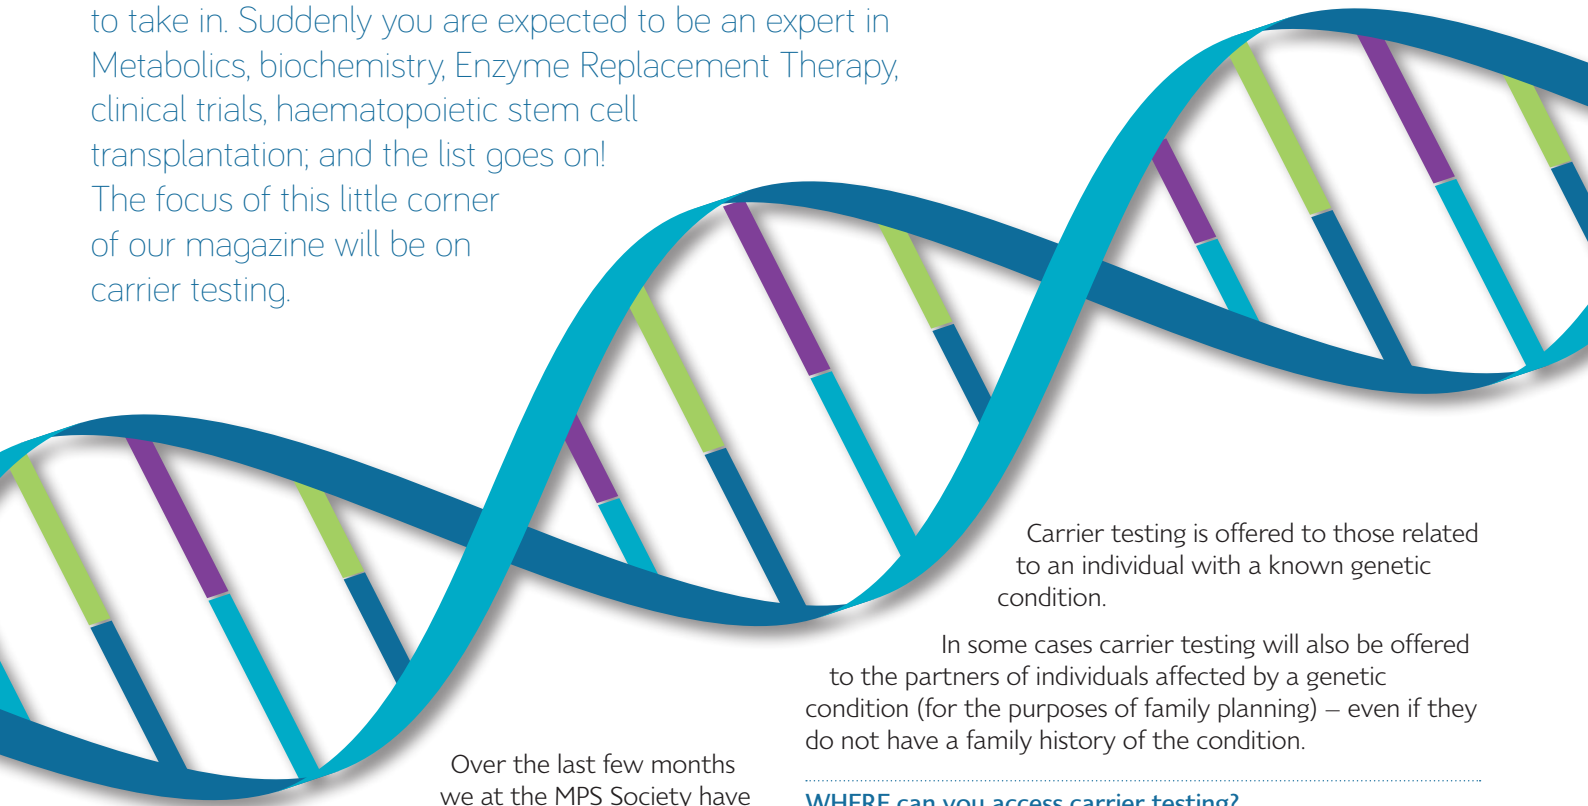 to take in. Suddenly you are expected to be an expert in
Metabolics, biochemistry, Enzyme Replacement Therapy,
clinical trials, haematopoietic stem cell
transplantation; and the list goes on!
The focus of this little corner
of our magazine will be on
carrier testing.
Over the last few months
we at the MPS Society have
Carrier testing is offered to those related
to an individual with a known genetic
condition.
In some cases carrier testing will also be offered
to the partners of individuals affected by a genetic
condition (for the purposes of family planning) – even if they
do not have a family history of the condition.
WHERE can you access carrier testing?